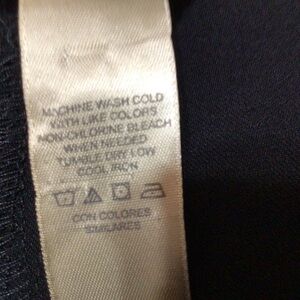 MACHINE WASH COLD
WITH LIKE COLORS
NON-CHLORINE BLEACH
WHEN NEEDED
TUMBLE DRY LOW
COOL IRON
CON COLORES
SIMILARES